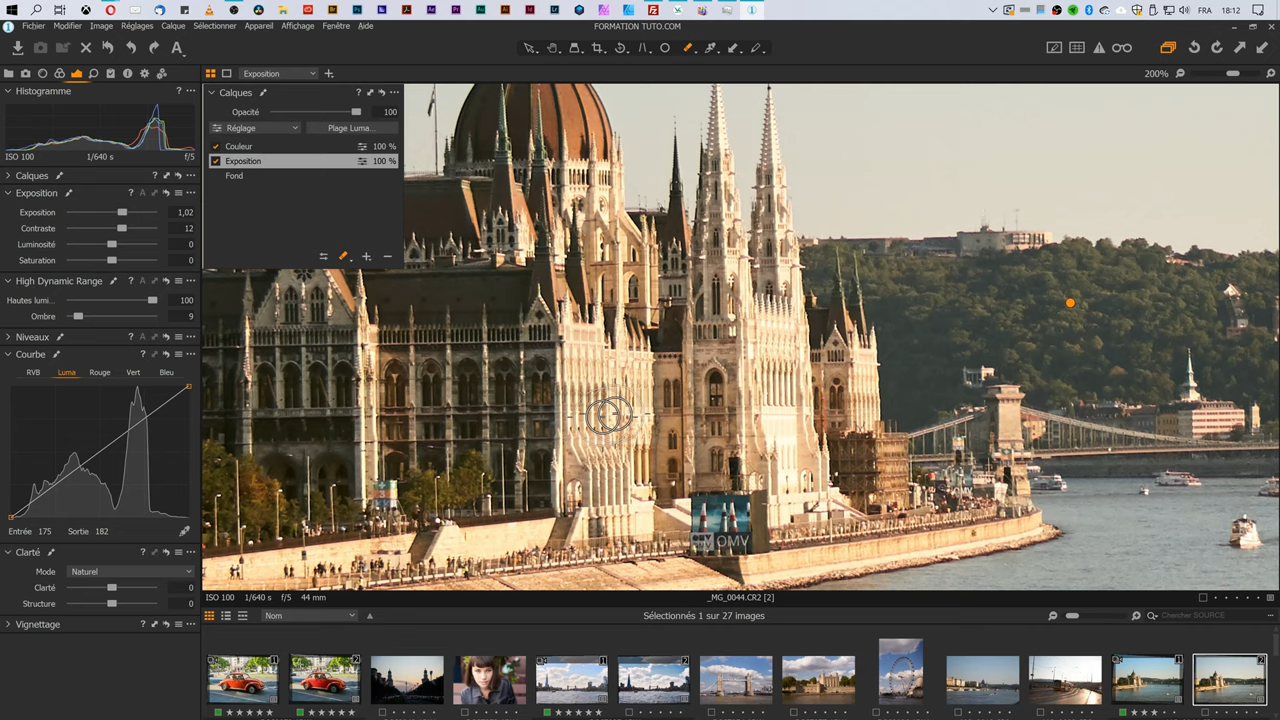 FRA
18:12
Fichier
Modifier
Image
Réglages
Calque
Sélectionner
Appareil
Affichage
Fenêtre
Aide
FORMATION TUTO.COM
Exposition
200%
Histogramme
ISO 100
1/640 s
f/5
Calques
Exposition
Exposition 1,02
Contraste 12
Luminosité 0
Saturation 0
High Dynamic Range
Hautes lumi... 100
Ombre 9
Niveaux
Courbe
RVB
Luma
Rouge
Vert
Bleu
Entrée 175
Sortie 182
Clarté
Mode Naturel
Clarté 0
Structure 0
Vignettage
Calques
Opacité 100
Réglage
Plage Luma...
Couleur 100 %
Exposition 100 %
Fond
OMV
ISO 100 1/640 s f/5 44 mm
_MG_0044.CR2 [2]
Nom
Sélectionnés 1 sur 27 images
Chercher SOURCE